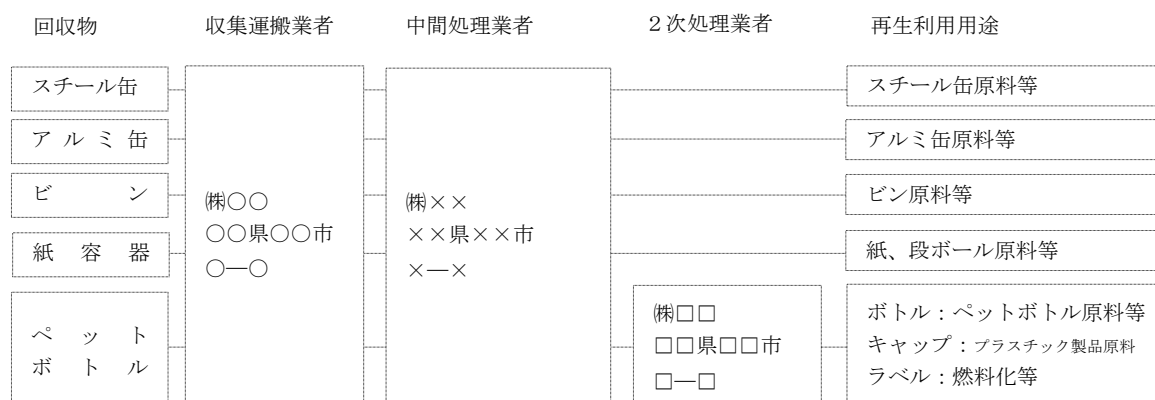 回収物 収集運搬業者 中間処理業者 2次処理業者 再生利用用途
スチール缶 スチール缶原料等
アルミ缶 アルミ缶原料等
ビン ビン原料等
㈱○○ ㈱××
○○県○○市 ××県××市
○―○ ×―×
紙容器 紙、段ボール原料等
ペット
ボトル
㈱□□
□□県□□市
□―□
ボトル：ペットボトル原料等
キャップ：プラスチック製品原料
ラベル：燃料化等